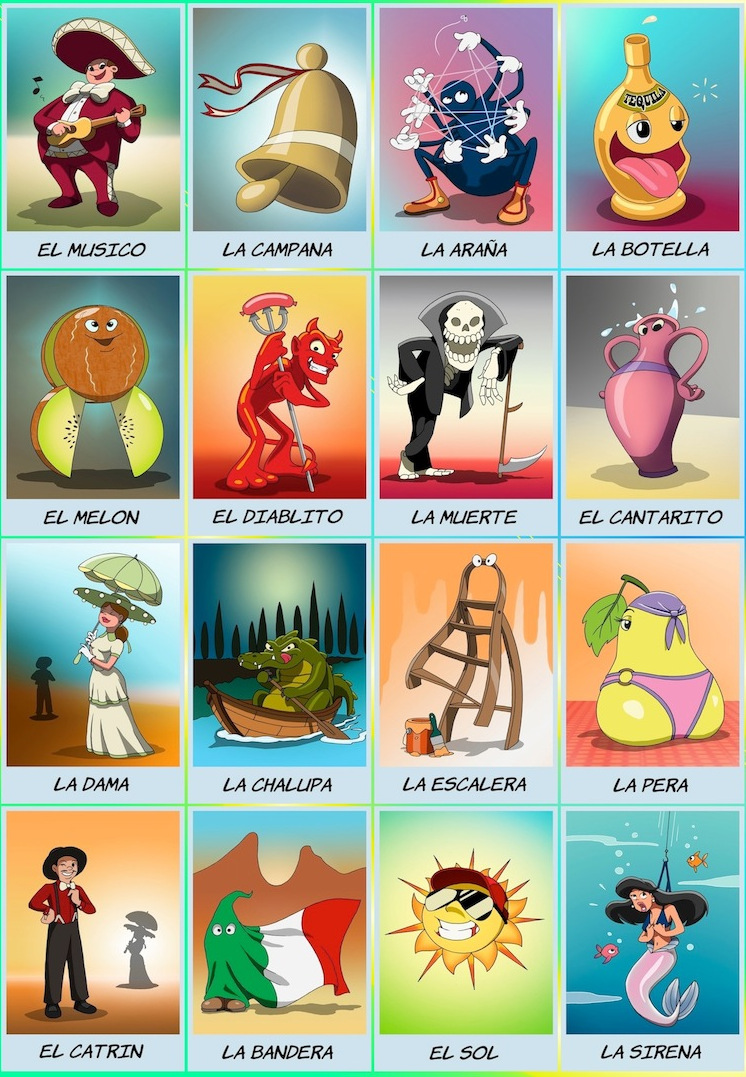 TEQUILA
EL MUSICO
LA CAMPANA
LA ARAÑA
LA BOTELLA
EL MELON
EL DIABLITO
LA MUERTE
EL CANTARITO
LA DAMA
LA CHALUPA
LA ESCALERA
LA PERA
EL CATRIN
LA BANDERA
EL SOL
LA SIRENA